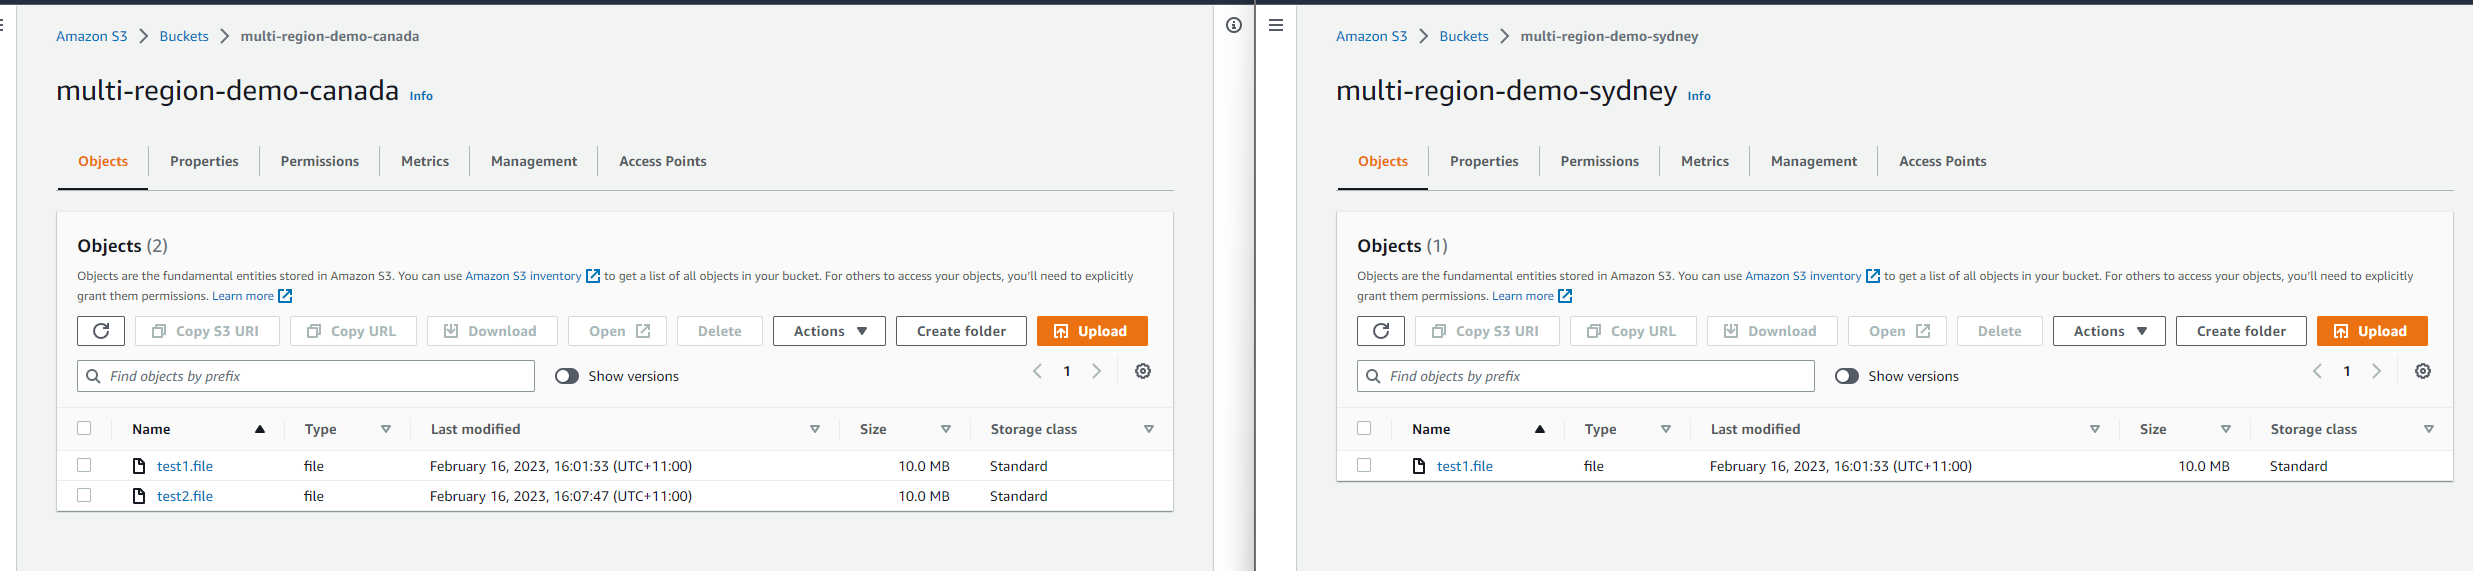 Amazon S3 > Buckets > multi-region-demo-canada
multi-region-demo-canada Info
Objects Properties Permissions Metrics Management Access Points
Objects (2)
Objects are the fundamental entities stored in Amazon S3. You can use Amazon S3 inventory to get a list of all objects in your bucket. For others to access your objects, you'll need to explicitly
grant them permissions. Learn more
Copy S3 URI Copy URL Download Open Delete Actions Create folder Upload
Find objects by prefix Show versions 1
Name Type Last modified Size Storage class
test1.file file February 16, 2023, 16:01:33 (UTC+11:00) 10.0 MB Standard
test2.file file February 16, 2023, 16:07:47 (UTC+11:00) 10.0 MB Standard
Amazon S3 > Buckets > multi-region-demo-sydney
multi-region-demo-sydney Info
Objects Properties Permissions Metrics Management Access Points
Objects (1)
Objects are the fundamental entities stored in Amazon S3. You can use Amazon S3 inventory to get a list of all objects in your bucket. For others to access your objects, you'll need to explicitly
grant them permissions. Learn more
Copy S3 URI Copy URL Download Open Delete Actions Create folder Upload
Find objects by prefix Show versions 1
Name Type Last modified Size Storage class
test1.file file February 16, 2023, 16:01:33 (UTC+11:00) 10.0 MB Standard